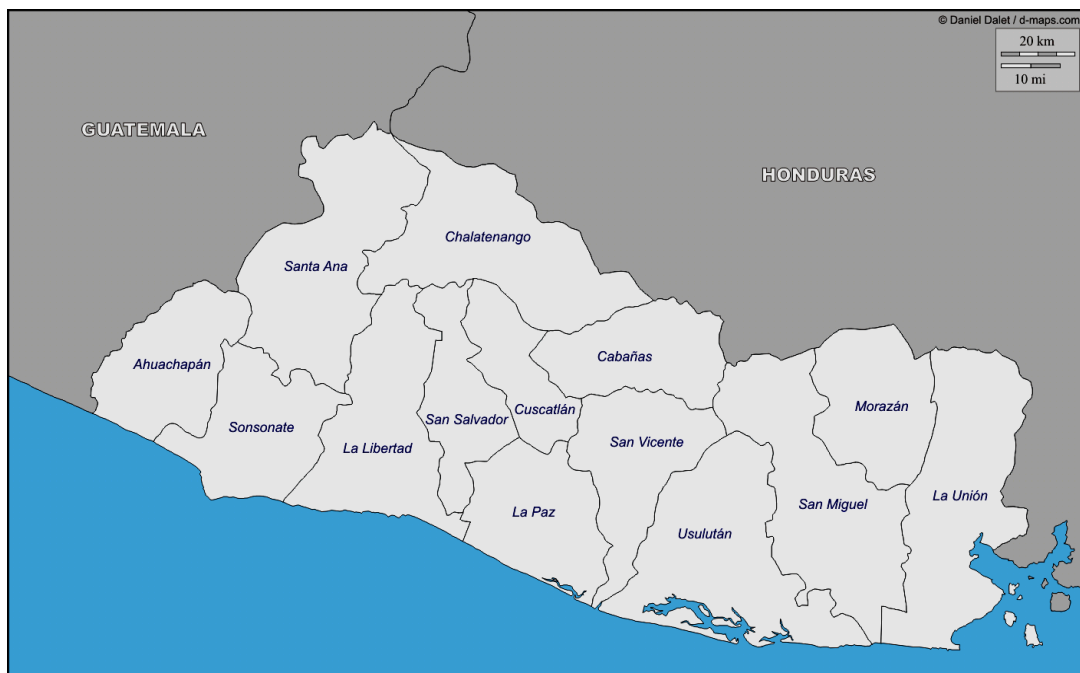 © Daniel Dalet / d-maps.com
20 km
10 mi
GUATEMALA
HONDURAS
Chalatenango
Santa Ana
Cabañas
Ahuachapán
Morazán
Cuscatlán
San Salvador
Sonsonate
San Vicente
La Libertad
La Unión
San Miguel
La Paz
Usulután